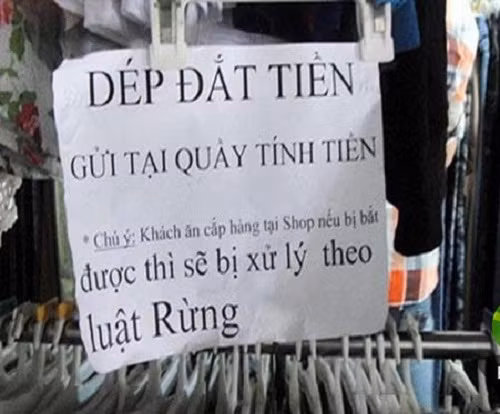 DÉP ĐẮT TIỀN
GỬI TẠI QUẦY TÍNH TIỀN
* Chú ý: Khách ăn cắp hàng tại Shop nếu bị bắt
được thì sẽ bị xử lý theo
luật Rừng